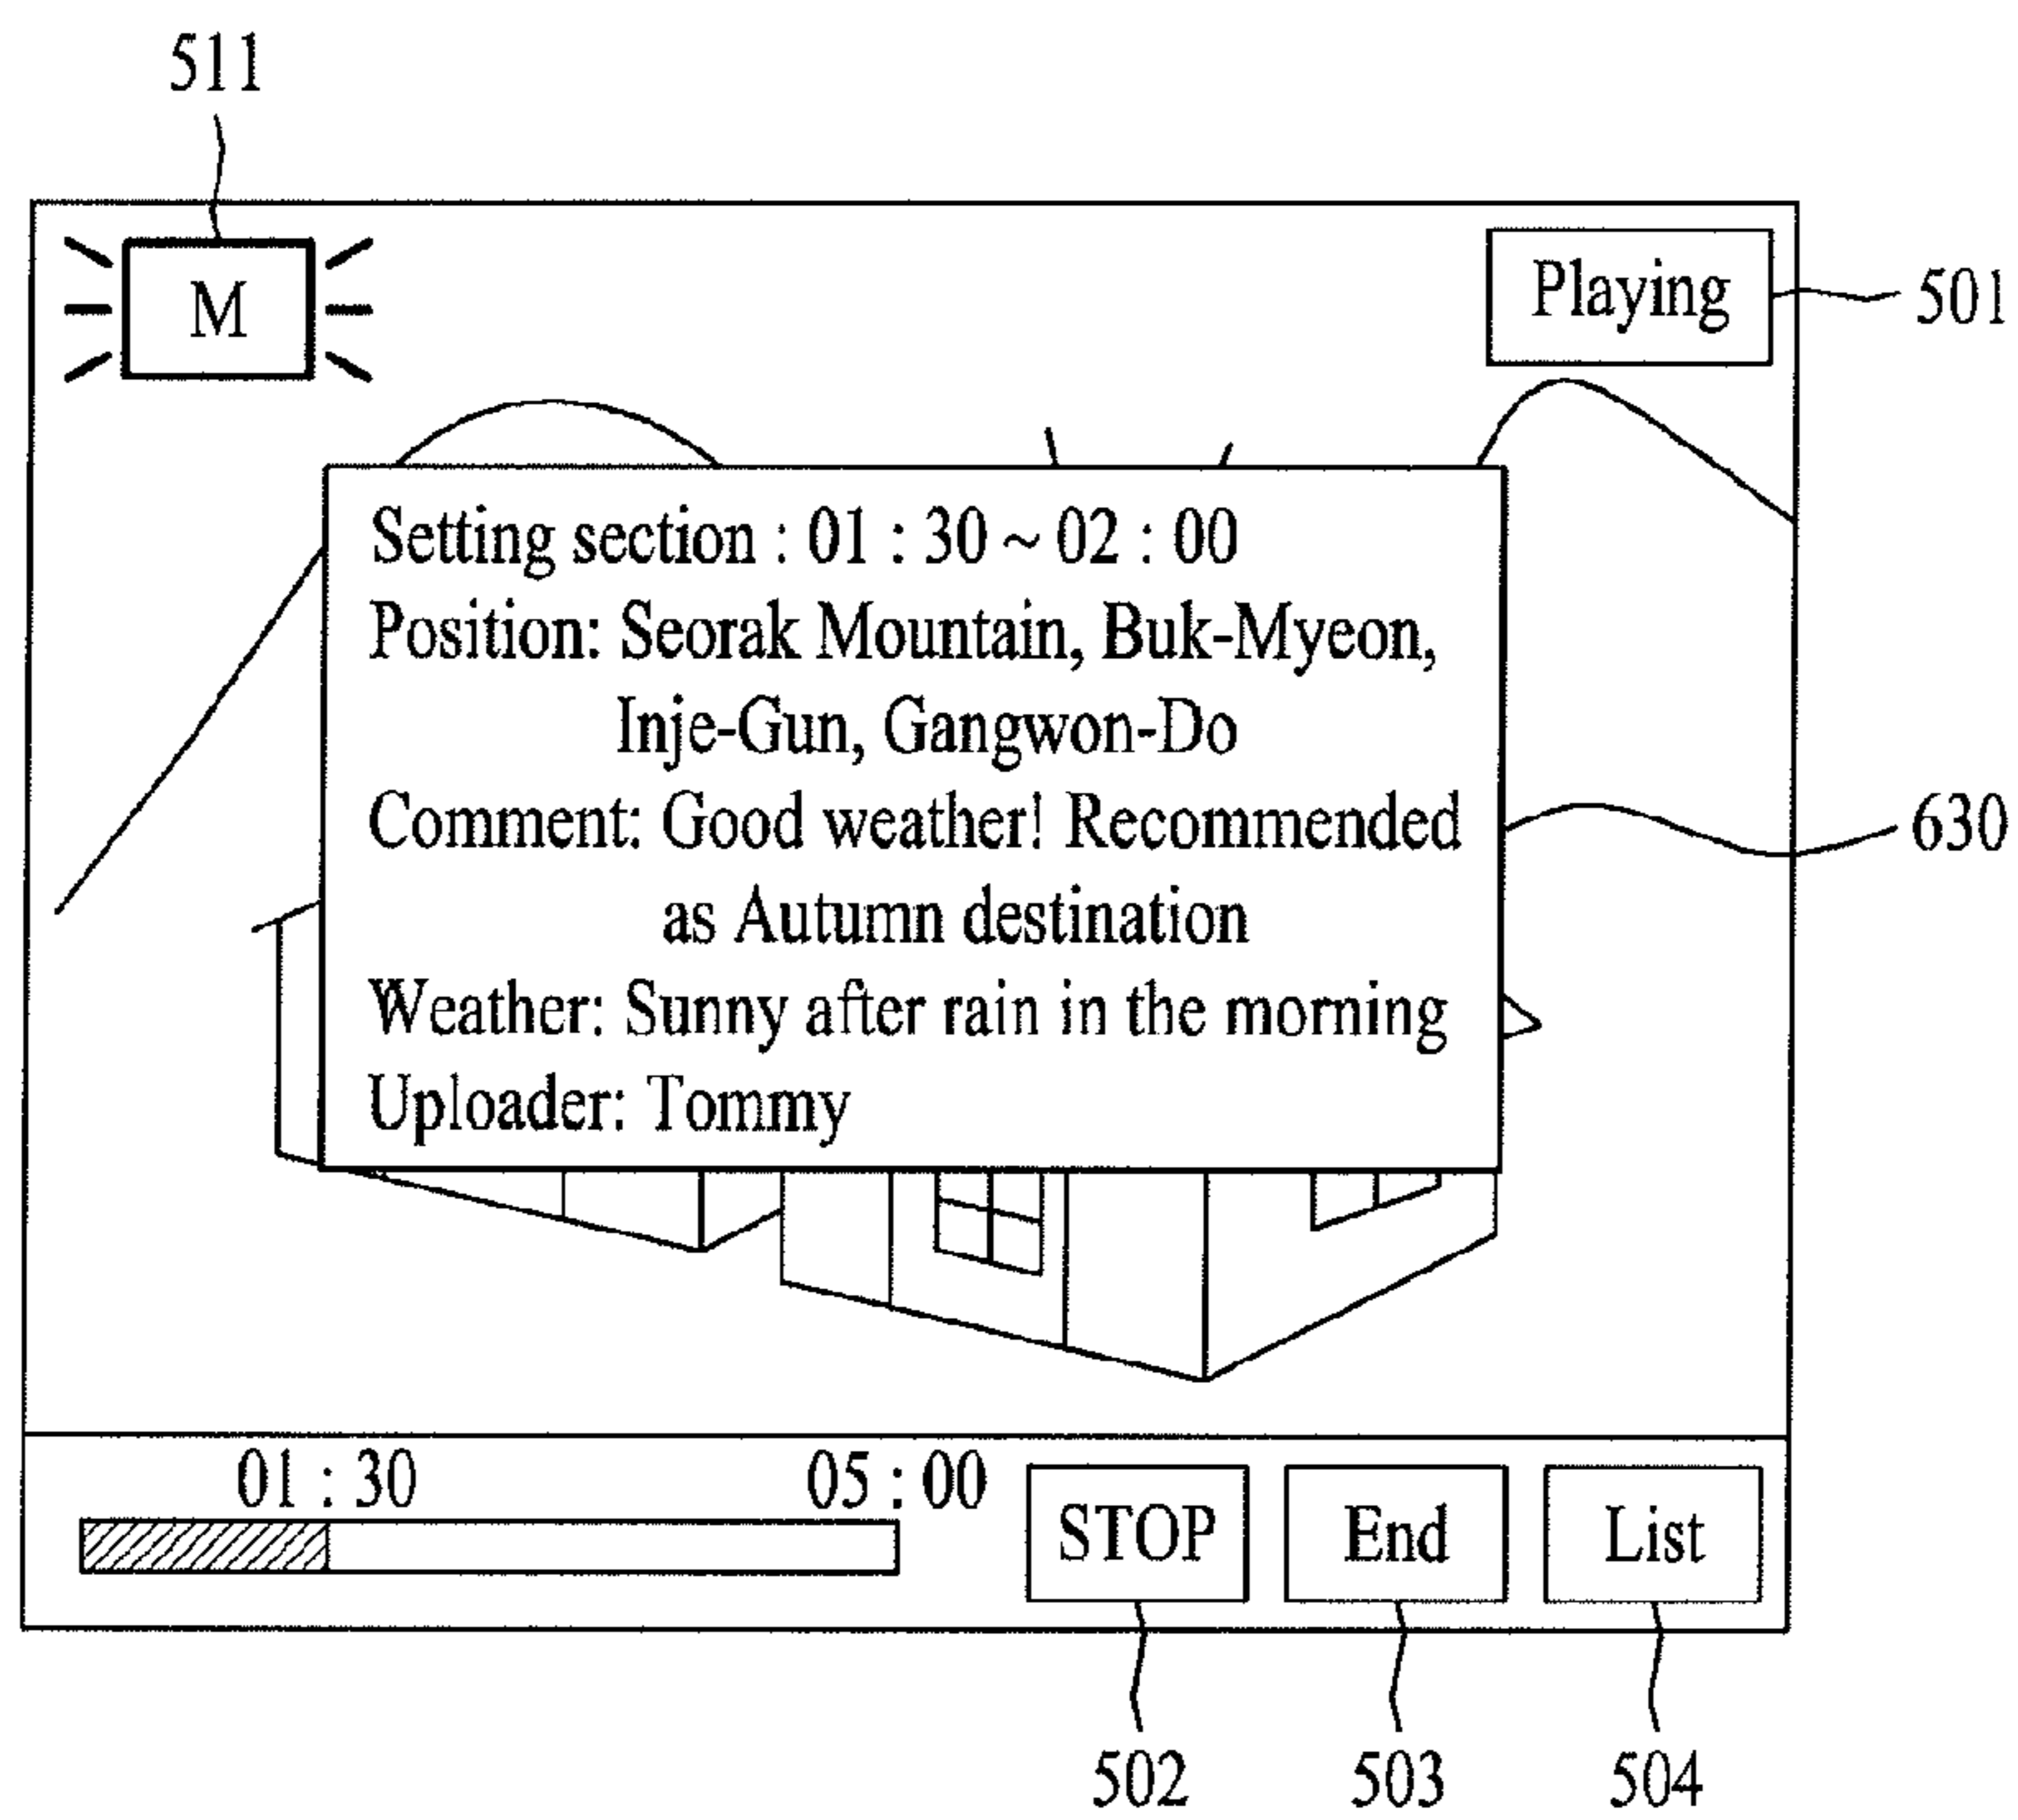 511
M
Playing
501
Setting section : 01 : 30 ~ 02 : 00
Position: Seorak Mountain, Buk-Myeon,
Inje-Gun, Gangwon-Do
Comment: Good weather! Recommended
as Autumn destination
630
Weather: Sunny after rain in the morning
Uploader: Tommy
01 : 30
05 : 00
STOP
End
List
502
503
504